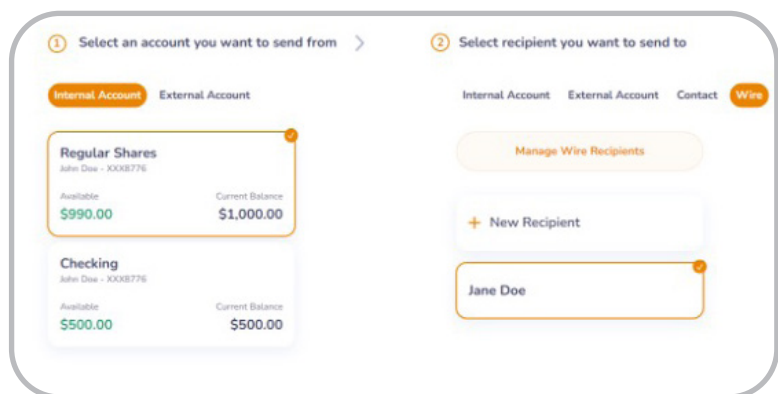 1 Select an account you want to send from
Internal Account External Account
Regular Shares
John Doe - XXX8776
Available Current Balance
$990.00 $1,000.00
Checking
John Doe - XXX8776
Available Current Balance
$500.00 $500.00
2 Select recipient you want to send to
Internal Account External Account Contact Wire
Manage Wire Recipients
+ New Recipient
Jane Doe